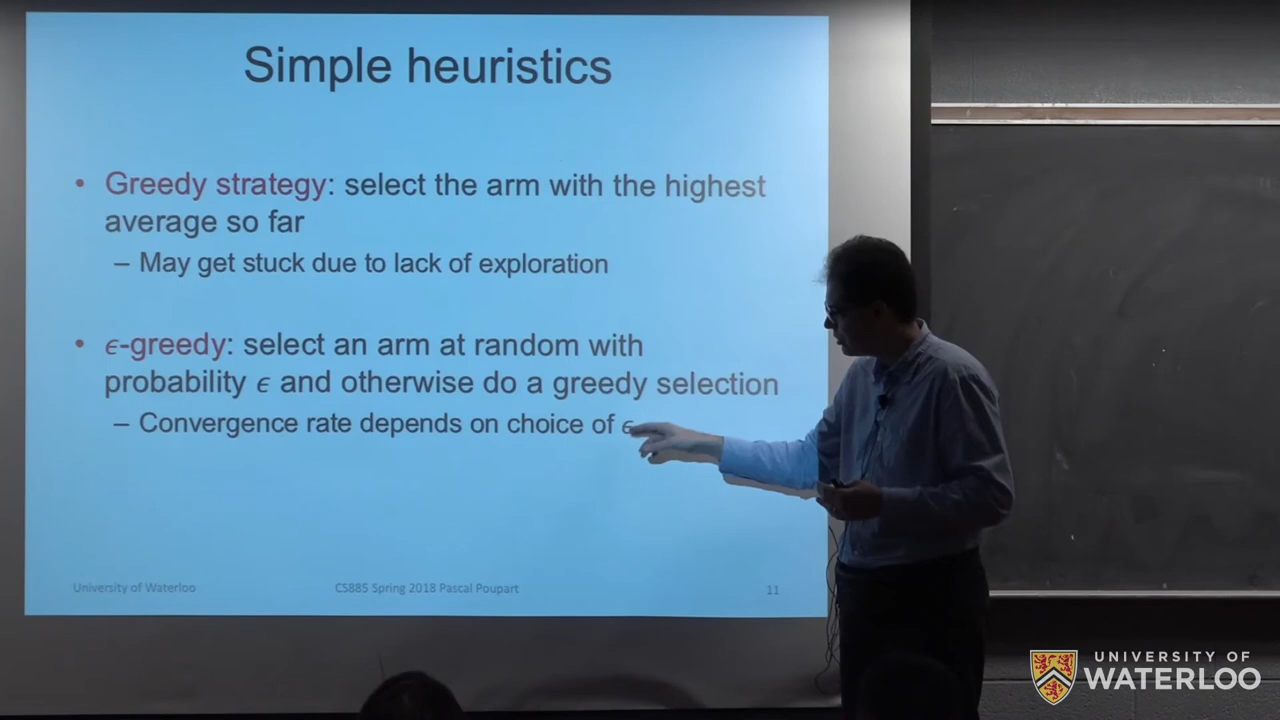 Simple heuristics
• Greedy strategy: select the arm with the highest
average so far
– May get stuck due to lack of exploration
• ϵ-greedy: select an arm at random with
probability ϵ and otherwise do a greedy selection
– Convergence rate depends on choice of ϵ
University of Waterloo
CS885 Spring 2018 Pascal Poupart
11
UNIVERSITY OF
WATERLOO